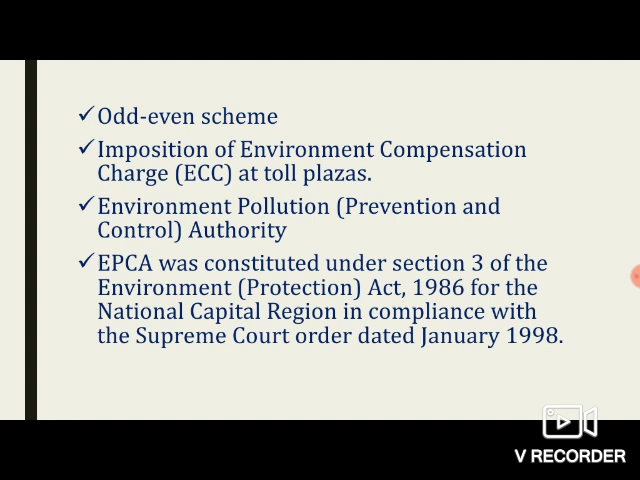 Odd-even scheme
Imposition of Environment Compensation
Charge (ECC) at toll plazas.
Environment Pollution (Prevention and
Control) Authority
EPCA was constituted under section 3 of the
Environment (Protection) Act, 1986 for the
National Capital Region in compliance with
the Supreme Court order dated January 1998.
V RECORDER